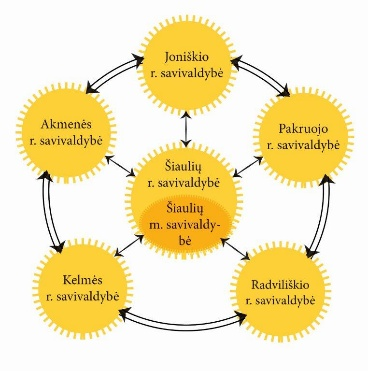 Joniškio
r. savivaldybė
Akmenės
r. savivaldybė
Pakruojo
r. savivaldybė
Šiaulių
r. savivaldybė
Šiaulių
m. savivaldy-
bė
Kelmės
r. savivaldybė
Radviliškio
r. savivaldybė